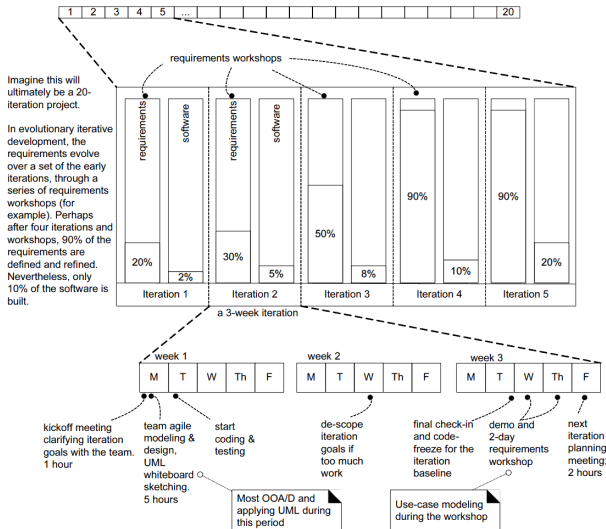 1 2 3 4 5 ... 20
requirements workshops
Imagine this will
ultimately be a 20-
iteration project.
In evolutionary iterative
development, the
requirements evolve
over a set of the early
iterations, through a
series of requirements
workshops (for
example). Perhaps
after four iterations and
workshops, 90% of the
requirements are
defined and refined.
Nevertheless, only
10% of the software is
built.
requirements
software
requirements
software
20%
2%
30%
5%
50%
8%
90%
10%
90%
20%
Iteration 1
Iteration 2
Iteration 3
Iteration 4
Iteration 5
a 3-week iteration
week 1
M T W Th F
week 2
M T W Th F
week 3
M T W Th F
kickoff meeting
clarifying iteration
goals with the team.
1 hour
team agile
modeling &
design,
UML
whiteboard
sketching.
5 hours
start
coding &
testing
de-scope
iteration
goals if
too much
work
final check-in
and code-
freeze for the
iteration
baseline
demo and
2-day
requirements
workshop
next
iteration
planning
meeting;
2 hours
Most OOA/D and
applying UML during
this period
Use-case modeling
during the workshop